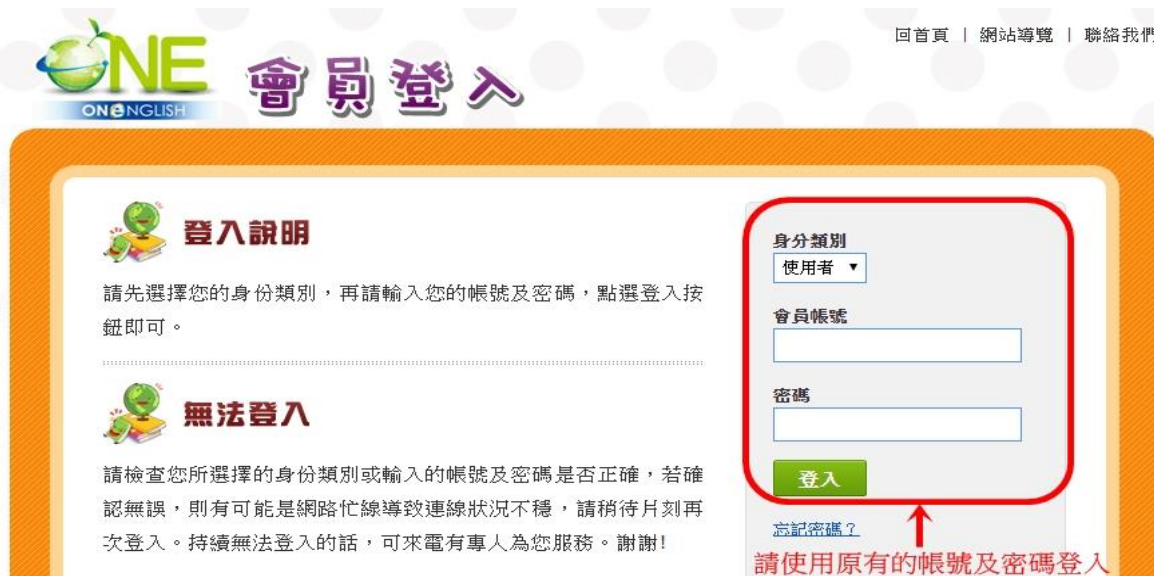 回首頁 | 網站導覽 | 聯絡我們
ONE
ONENGLISH
會員登入
登入說明
請先選擇您的身份類別，再請輸入您的帳號及密碼，點選登入按
鈕即可。
無法登入
請檢查您所選擇的身份類別或輸入的帳號及密碼是否正確，若確
認無誤，則有可能是網路忙線導致連線狀況不穩，請稍待片刻再
次登入。持續無法登入的話，可來電有專人為您服務。謝謝!
身分類別
使用者 ▼
會員帳號
密碼
登入
忘記密碼？
請使用原有的帳號及密碼登入